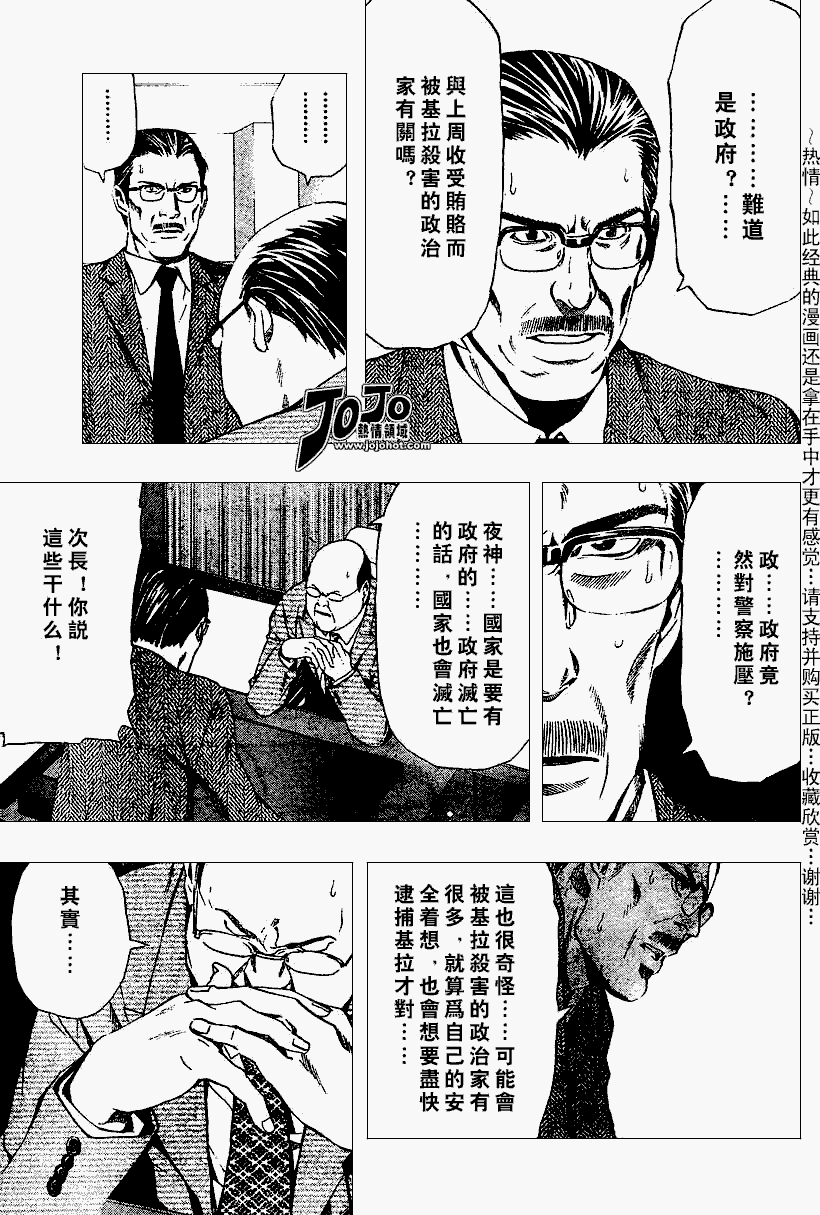 …………難道
是政府？……
與上周收受賄賂而
被基拉殺害的政治
家有關嗎？
………
………
政……政府竟
然對警察施壓？
…………
夜神……國家是要有
政府的……政府滅亡
的話，國家也會滅亡
…………
次長！你説
這些干什么！
這也很奇怪……可能會
被基拉殺害的政治家有
很多，就算爲自己的安
全着想，也會想要盡快
逮捕基拉才對……
其實……
JOJO
熱情領域
www.jojohot.com
～热情～如此经典的漫画还是拿在手中才更有感觉…请支持并购买正版…收藏欣赏…谢谢…